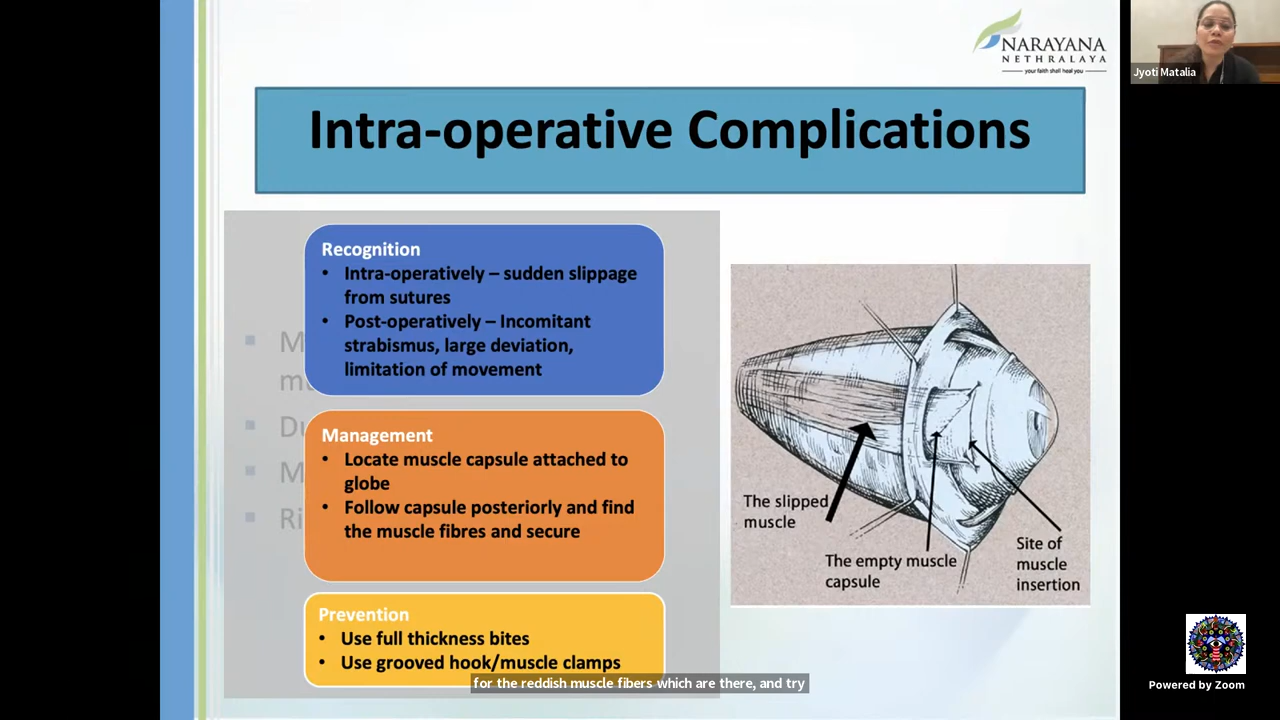 NARAYANA
NETHRALAYA
your faith shall heal you
Jyoti Matalia
Intra-operative Complications
Recognition
• Intra-operatively – sudden slippage
from sutures
• Post-operatively – Incomitant
strabismus, large deviation,
limitation of movement
Management
• Locate muscle capsule attached to
globe
• Follow capsule posteriorly and find
the muscle fibres and secure
Prevention
• Use full thickness bites
• Use grooved hook/muscle clamps
The slipped
muscle
The empty muscle
capsule
Site of
muscle
insertion
for the reddish muscle fibers which are there, and try
Powered by Zoom